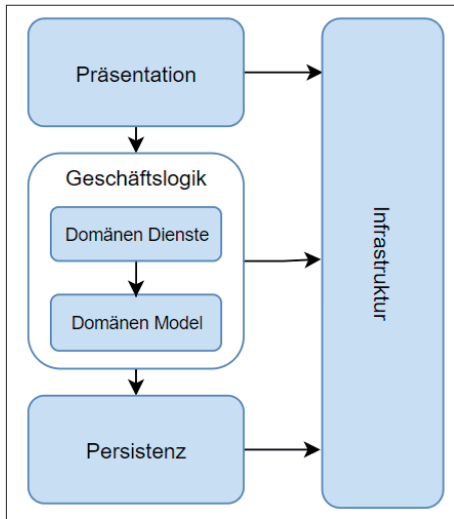 Präsentation
Geschäftslogik
Domänen Dienste
Domänen Model
Persistenz
Infrastruktur